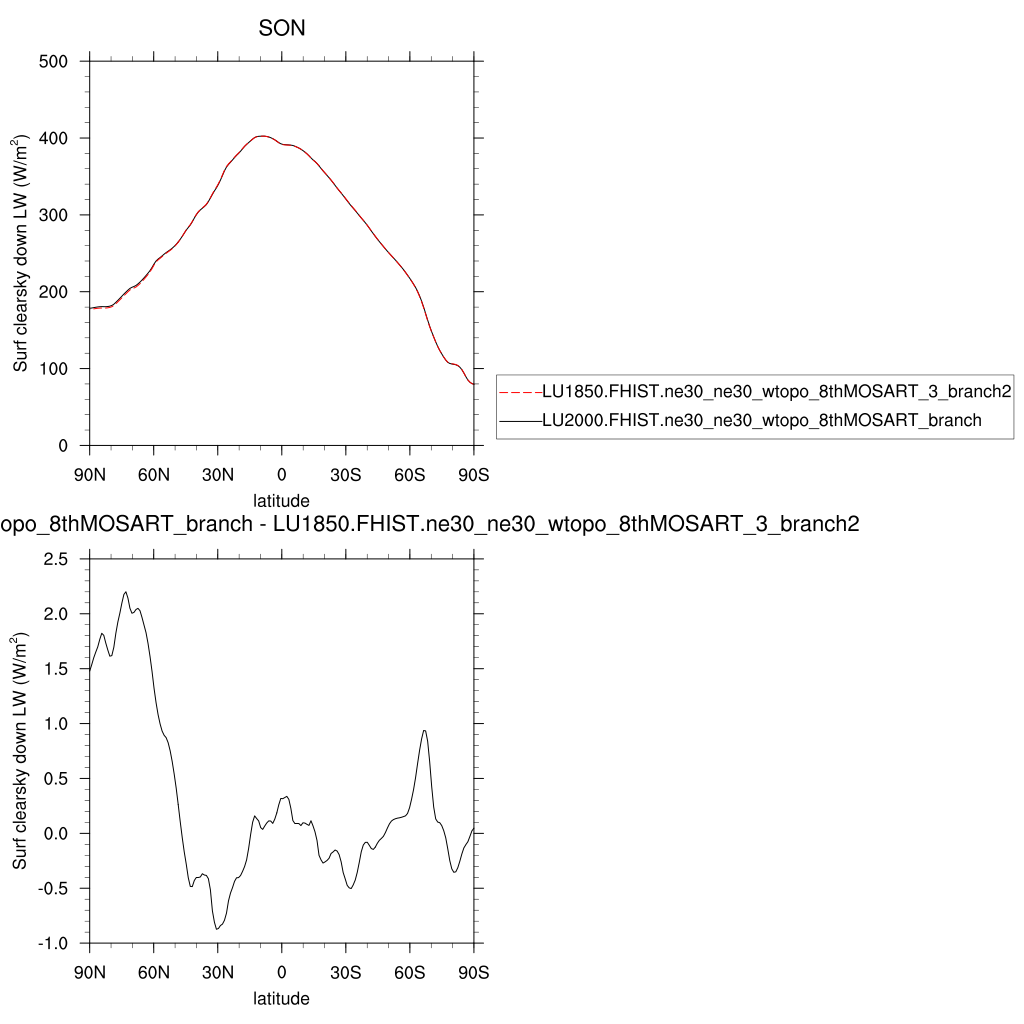 SON
500
400
300
200
100
0
Surf clearsky down LW (W/m²)
90N 60N 30N 0 30S 60S 90S
latitude
LU1850.FHIST.ne30_ne30_wtopo_8thMOSART_3_branch2
LU2000.FHIST.ne30_ne30_wtopo_8thMOSART_branch
opo_8thMOSART_branch - LU1850.FHIST.ne30_ne30_wtopo_8thMOSART_3_branch2
2.5
2.0
1.5
1.0
0.5
0.0
-0.5
-1.0
Surf clearsky down LW (W/m²)
90N 60N 30N 0 30S 60S 90S
latitude